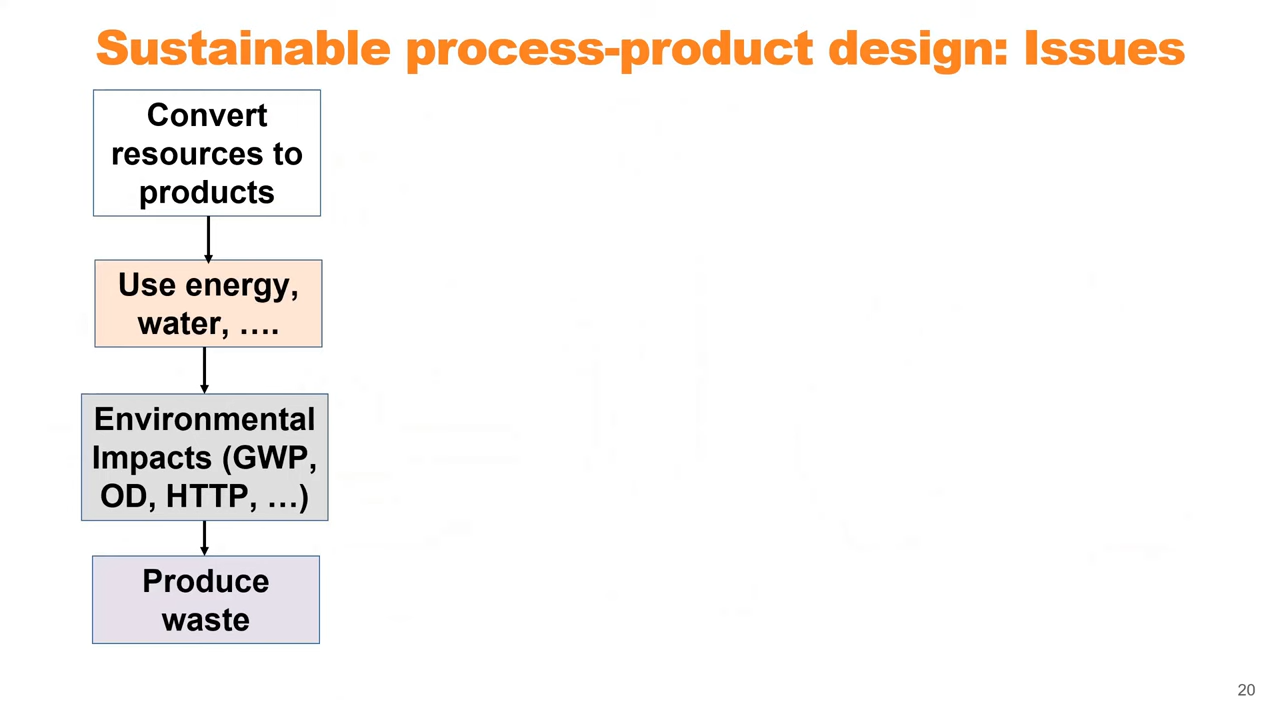 Sustainable process-product design: Issues
Convert
resources to
products
Use energy,
water, ….
Environmental
Impacts (GWP,
OD, HTTP, …)
Produce
waste
20